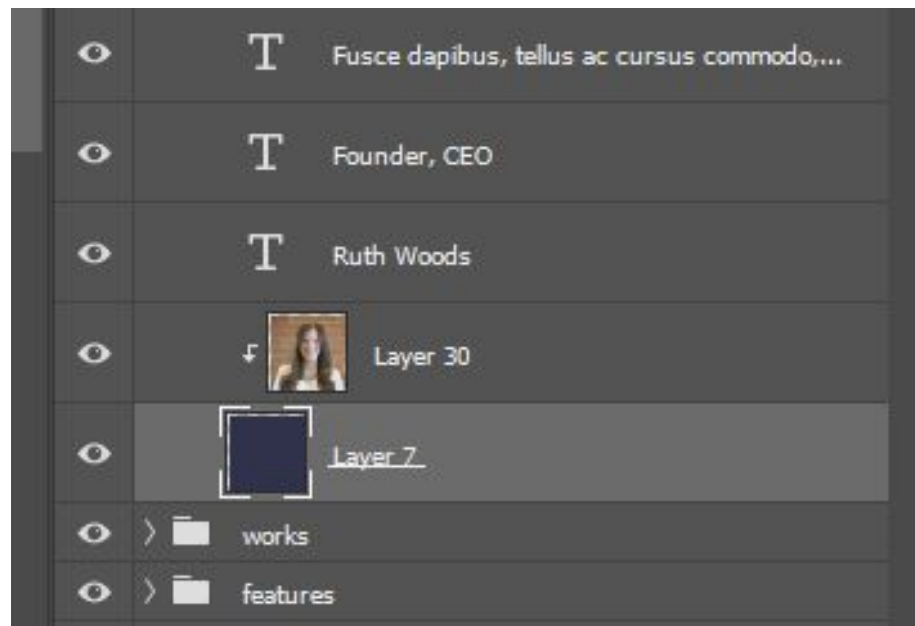 Fusce dapibus, tellus ac cursus commodo,...
Founder, CEO
Ruth Woods
Layer 30
Layer 7
works
features